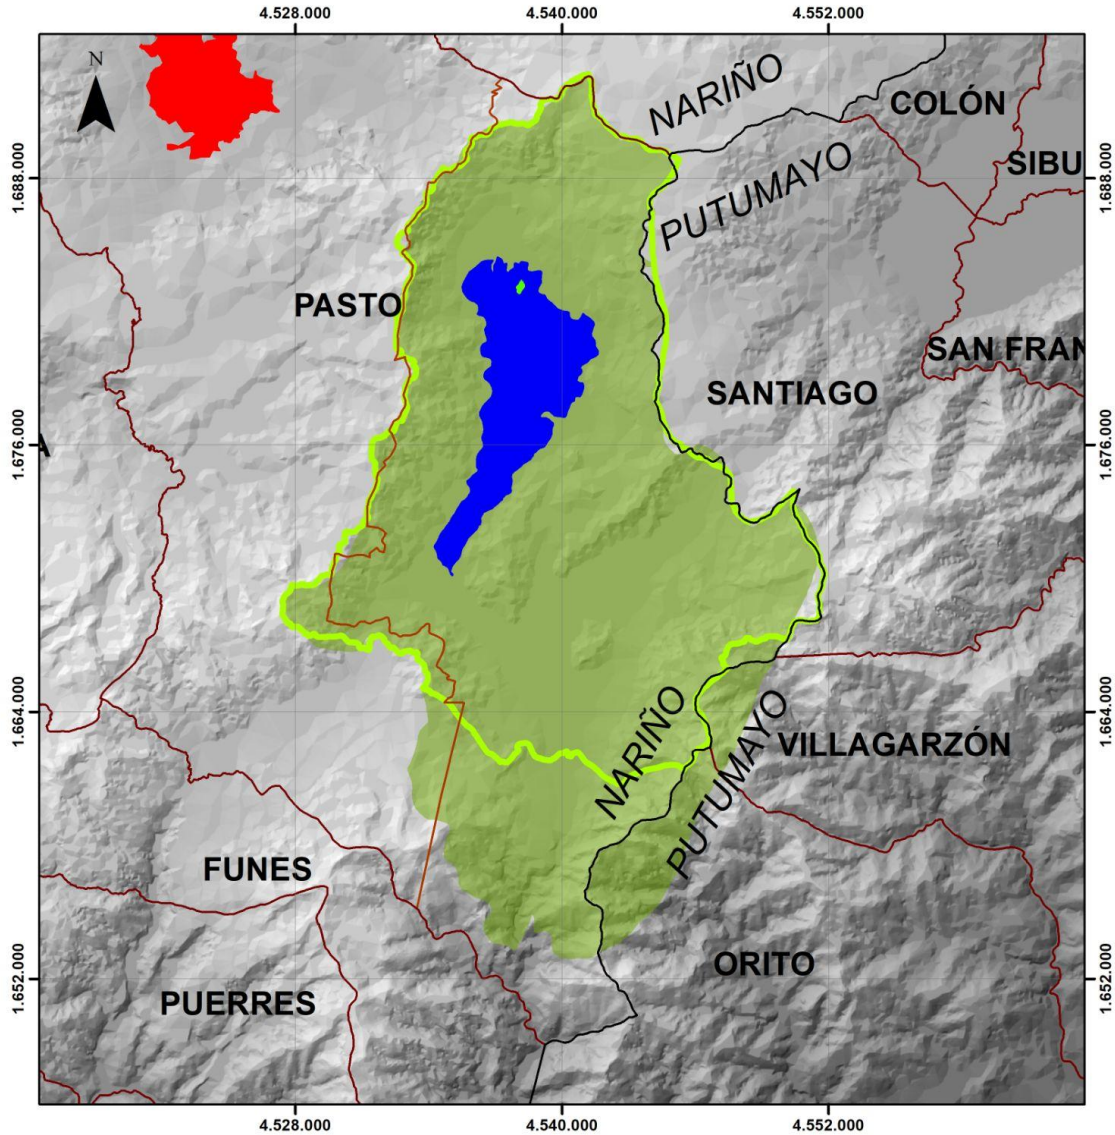 4.528.000
4.540.000
4.552.000
N
NARIÑO
COLÓN
1.688.000
PUTUMAYO
SIBU
1.688.000
PASTO
SAN FRAN
SANTIAGO
1.676.000
A
1.676.000
1.664.000
NARIÑO
PUTUMAYO
VILLAGARZÓN
1.664.000
FUNES
ORITO
1.652.000
PUERRES
1.652.000
4.528.000
4.540.000
4.552.000